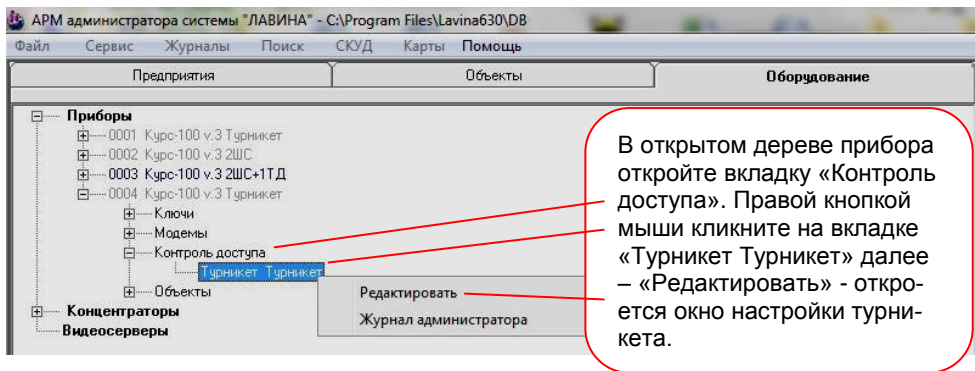 АРМ администратора системы "ЛАВИНА" - C:\Program Files\Lavina630\DB
Файл Сервис Журналы Поиск СКУД Карты Помощь
Предприятия Объекты Оборудование
Приборы
0001 Курс-100 v.3 Турникет
0002 Курс-100 v.3 2ШС
0003 Курс-100 v.3 2ШС+1ТД
0004 Курс-100 v.3 Турникет
Ключи
Модемы
Контроль доступа
Турникет Турникет
Объекты
Концентраторы
Видеосерверы
Редактировать
Журнал администратора
В открытом дереве прибора
откройте вкладку «Контроль
доступа». Правой кнопкой
мыши кликните на вкладке
«Турникет Турникет» далее
– «Редактировать» - откро-
ется окно настройки турни-
кета.